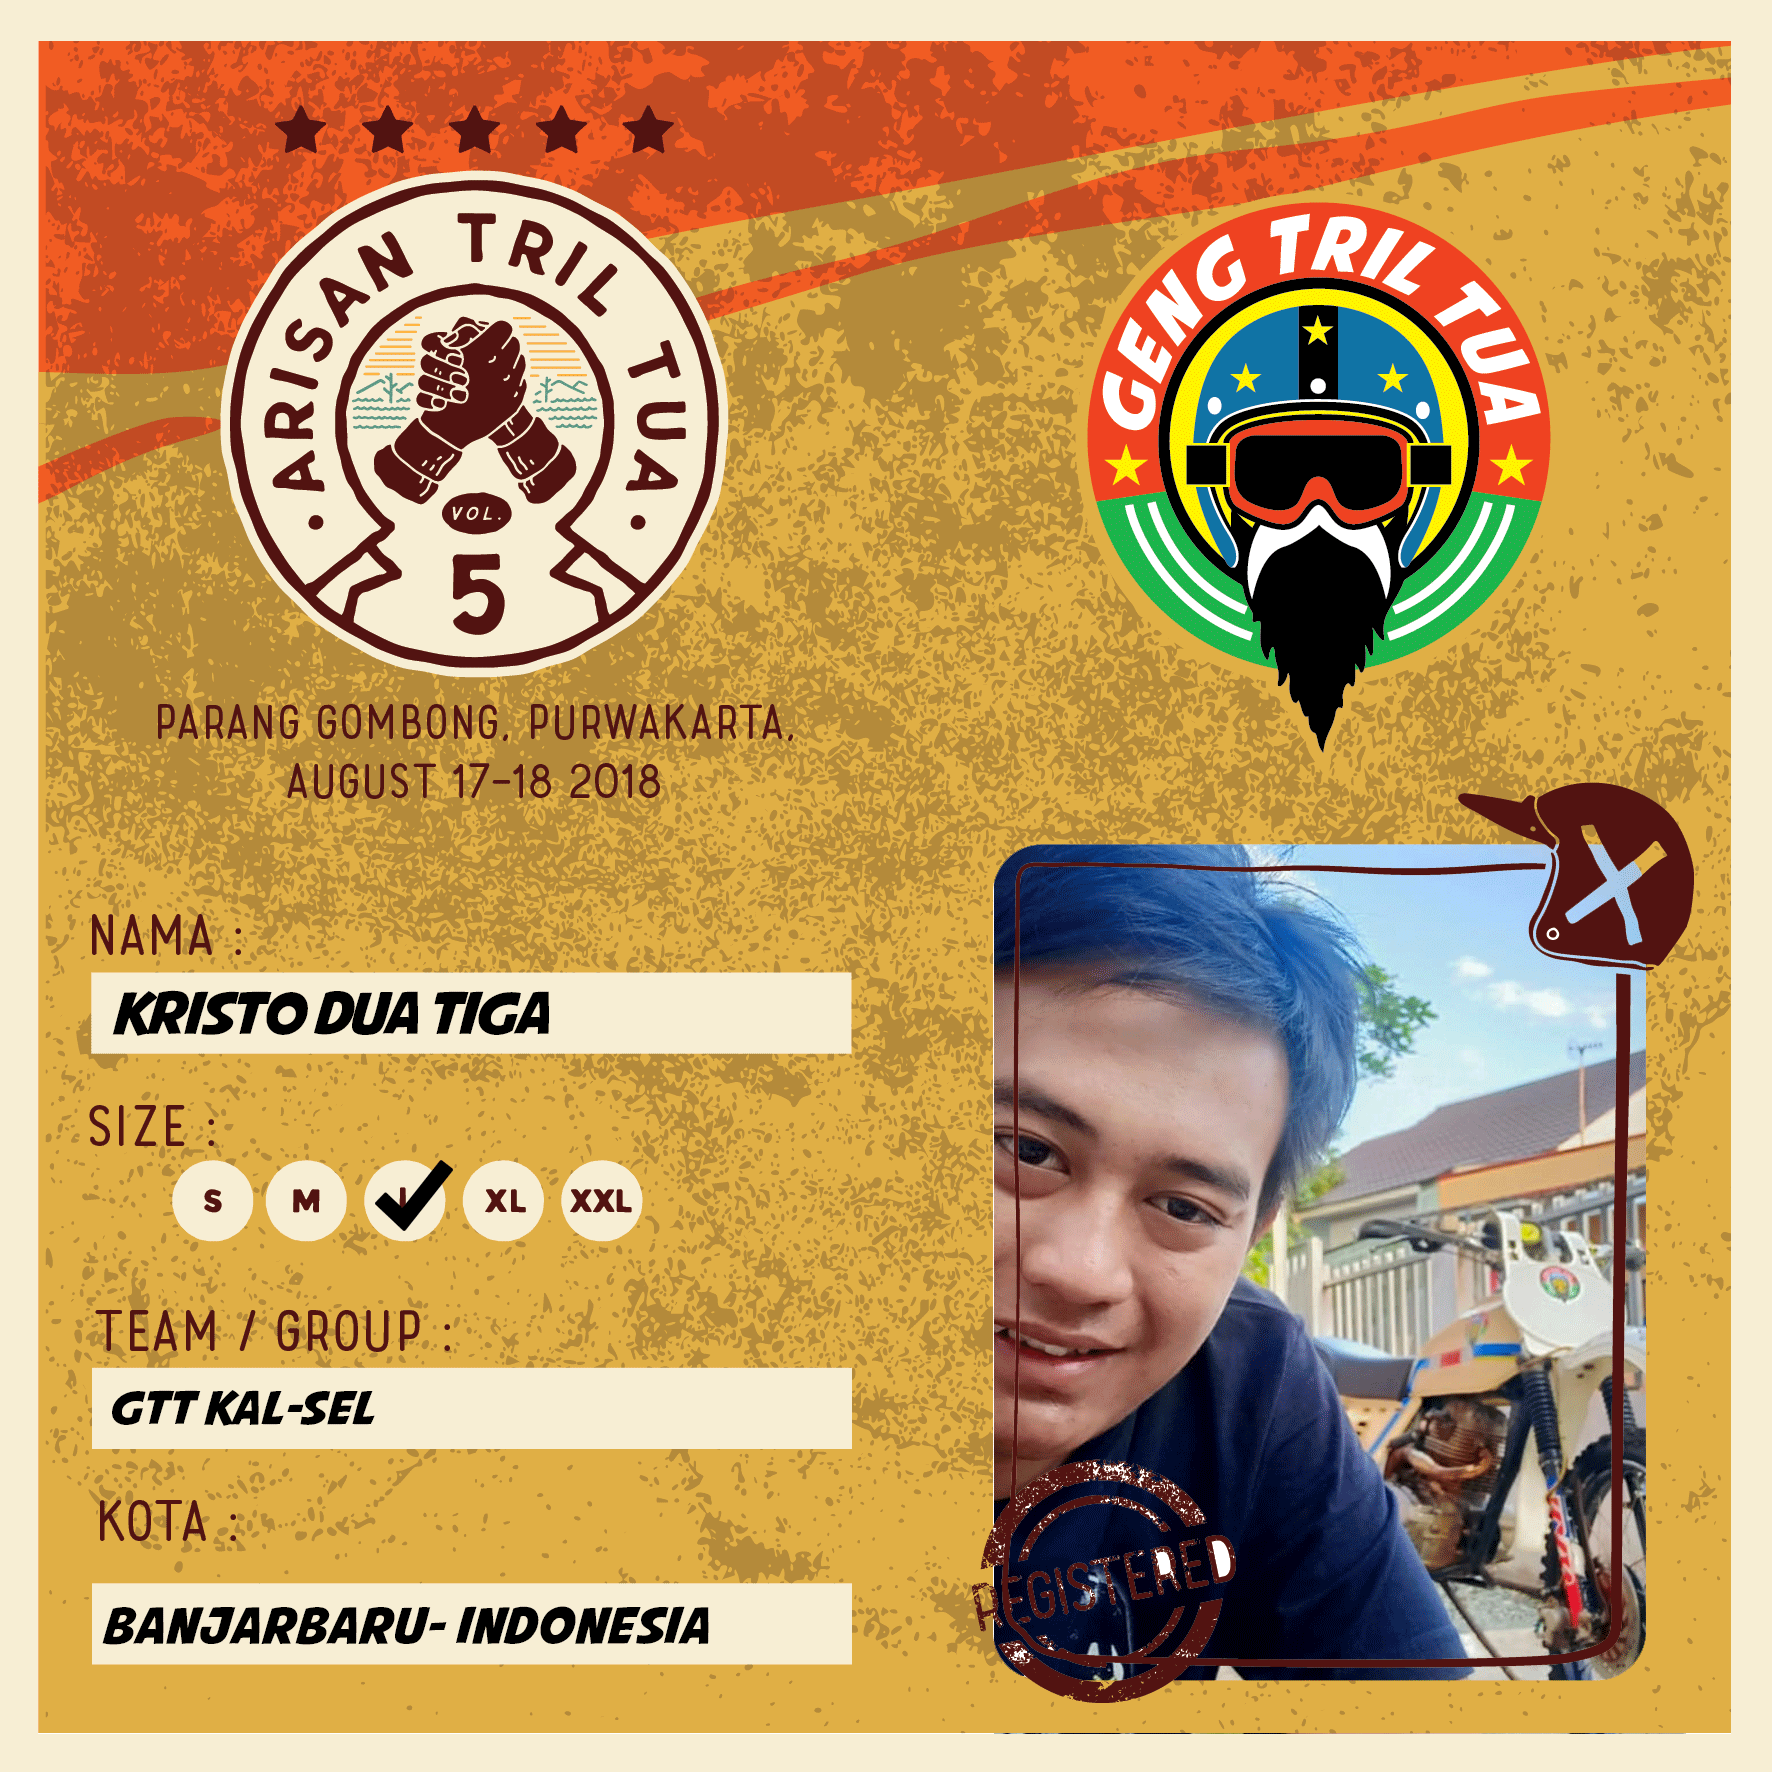 ARISAN TRIL TUA
VOL.
5
GENG TRIL TUA
PARANG GOMBONG, PURWAKARTA,
AUGUST 17-18 2018
NAMA :
KRISTO DUA TIGA
SIZE :
S M L XL XXL
TEAM / GROUP :
GTT KAL-SEL
KOTA :
BANJARBARU- INDONESIA
REGISTERED